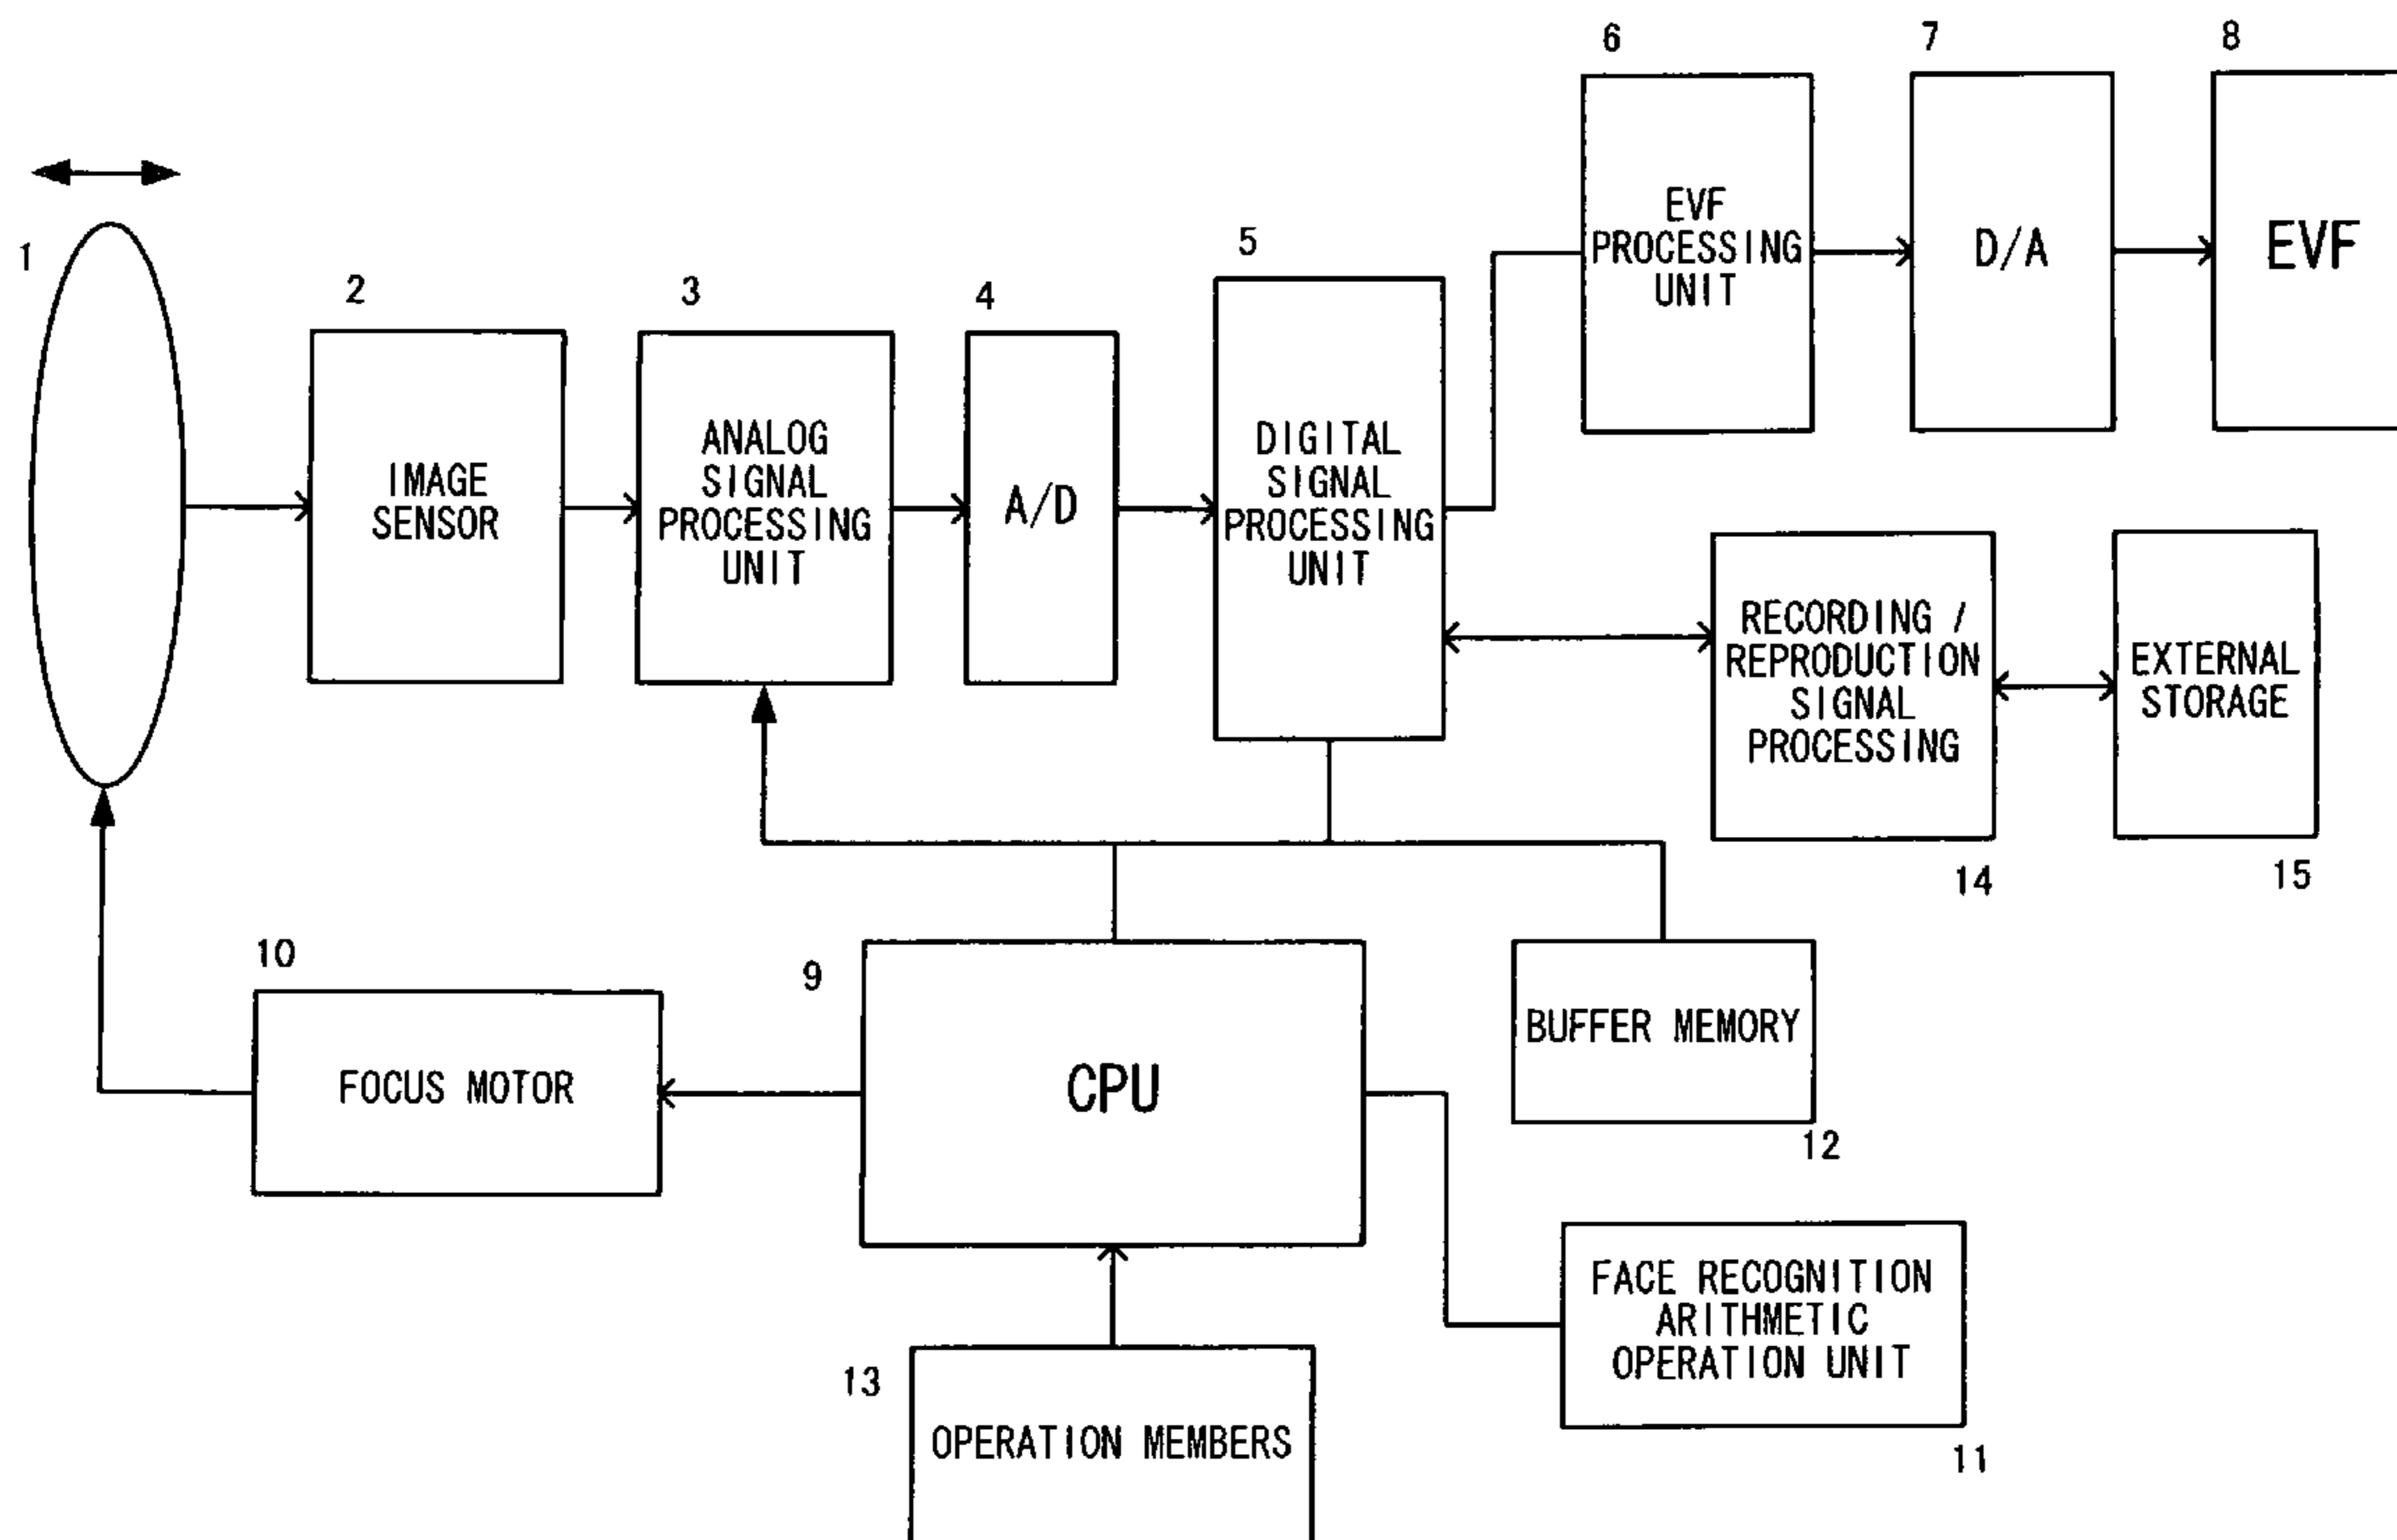 6
7
8
EVF
PROCESSING
UNIT
D/A
EVF
1
2
IMAGE
SENSOR
3
ANALOG
SIGNAL
PROCESSING
UNIT
4
A/D
5
DIGITAL
SIGNAL
PROCESSING
UNIT
RECORDING /
REPRODUCTION
SIGNAL
PROCESSING
14
EXTERNAL
STORAGE
15
10
FOCUS MOTOR
9
CPU
BUFFER MEMORY
12
FACE RECOGNITION
ARITHMETIC
OPERATION UNIT
11
13
OPERATION MEMBERS